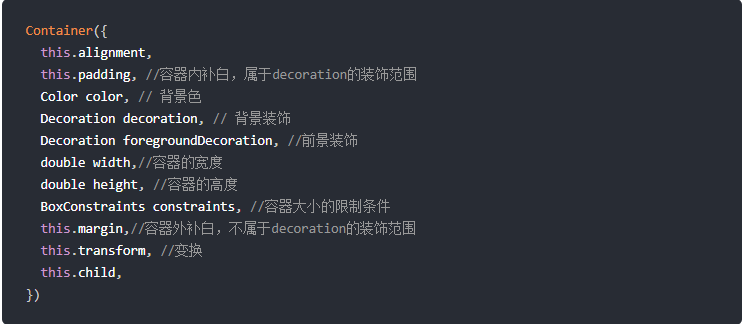 Container({
  this.alignment,
  this.padding, //容器内补白，属于decoration的装饰范围
  Color color, // 背景色
  Decoration decoration, // 背景装饰
  Decoration foregroundDecoration, //前景装饰
  double width,//容器的宽度
  double height, //容器的高度
  BoxConstraints constraints, //容器大小的限制条件
  this.margin,//容器外补白，不属于decoration的装饰范围
  this.transform, //变换
  this.child,
})